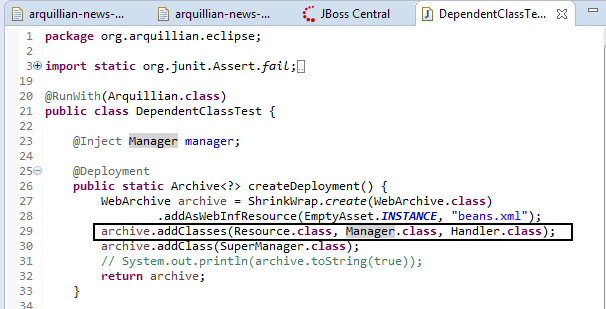 arquillian-news-... arquillian-news-... JBoss Central DependentClassTe...
1 package org.arquillian.eclipse;
2
3 import static org.junit.Assert.fail;
19
20 @RunWith(Arquillian.class)
21 public class DependentClassTest {
22
23 @Inject Manager manager;
24
25 @Deployment
26 public static Archive<?> createDeployment() {
27 WebArchive archive = ShrinkWrap.create(WebArchive.class)
28 .addAsWebInfResource(EmptyAsset.INSTANCE, "beans.xml");
29 archive.addClasses(Resource.class, Manager.class, Handler.class);
30 archive.addClass(SuperManager.class);
31 // System.out.println(archive.toString(true));
32 return archive;
33 }
34